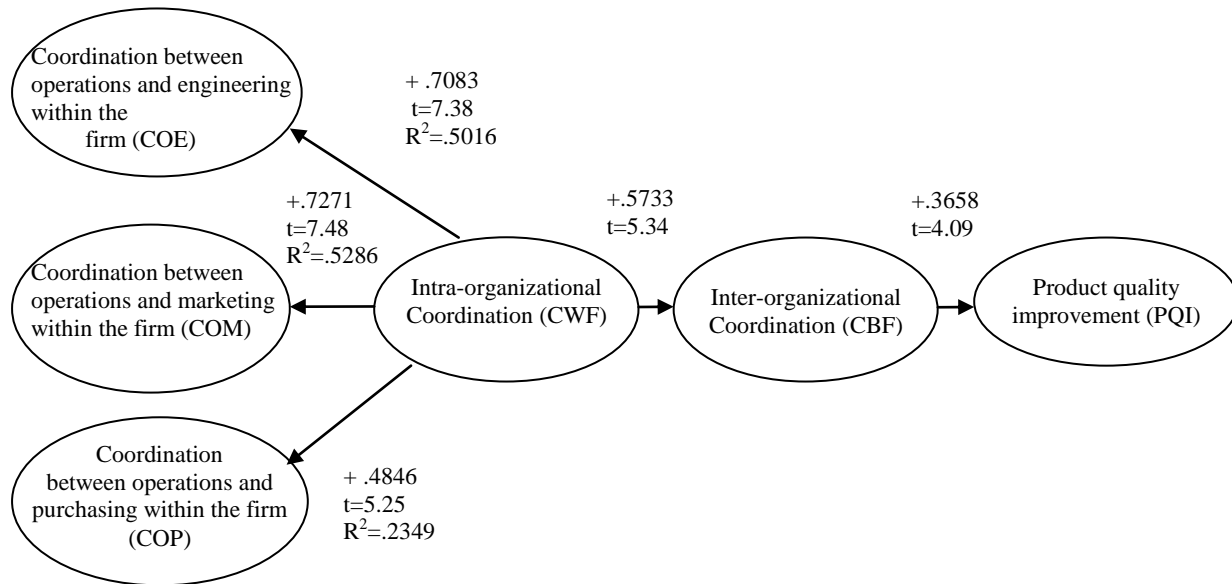 Coordination between
operations and engineering
within the
firm (COE)
+ .7083
t=7.38
R²=.5016
+.7271
t=7.48
R²=.5286
+.5733
t=5.34
+.3658
t=4.09
Coordination between
operations and marketing
within the firm (COM)
Intra-organizational
Coordination (CWF)
Inter-organizational
Coordination (CBF)
Product quality
improvement (PQI)
Coordination
between operations and
purchasing within the firm
(COP)
+ .4846
t=5.25
R²=.2349